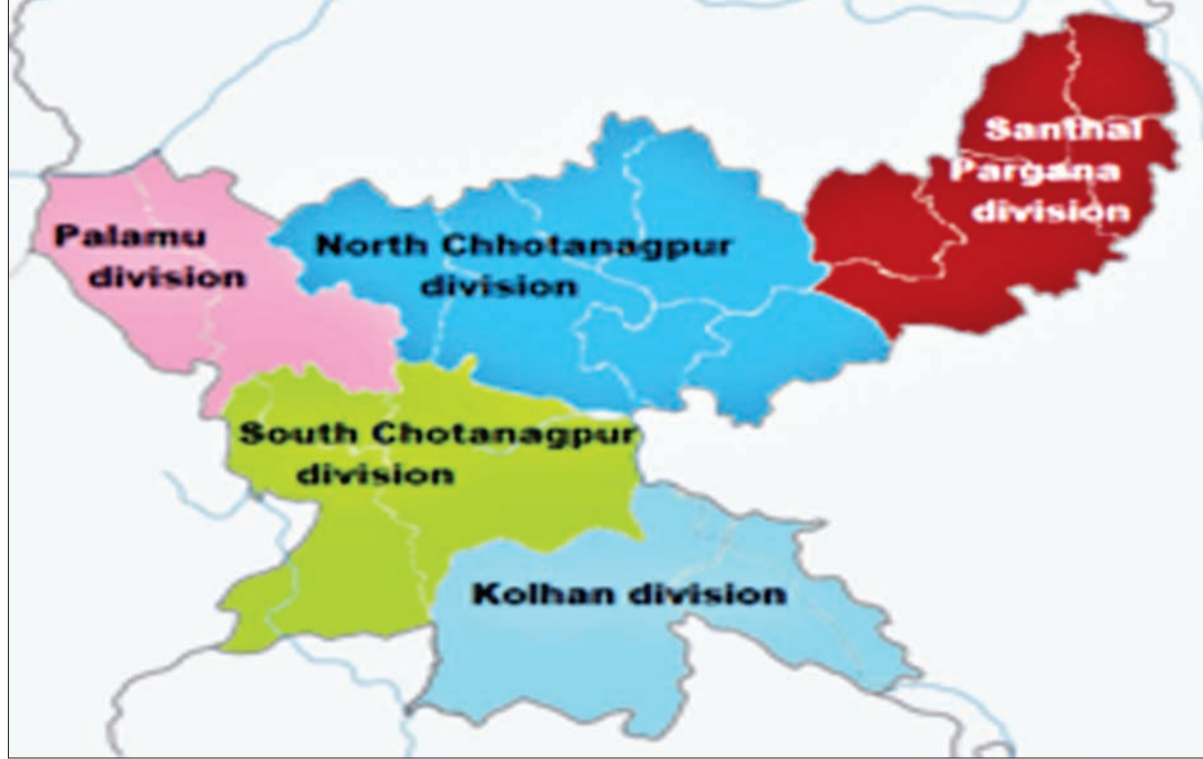 Santhal
Pargana
division
Palamu
division
North Chhotanagpur
division
South Chotanagpur
division
Kolhan division